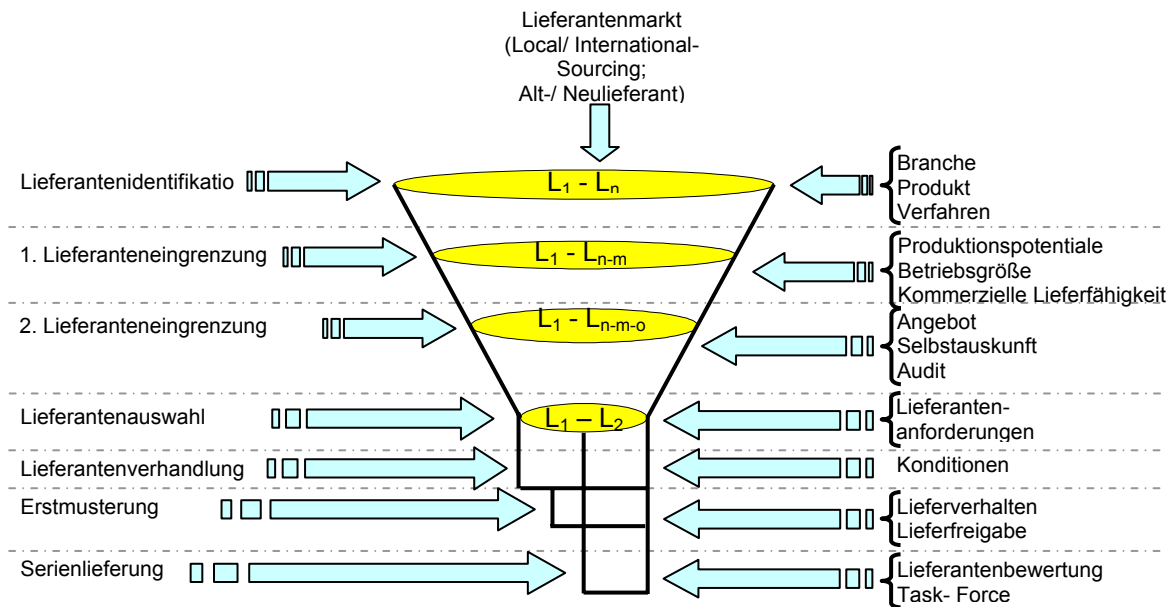 Lieferantenmarkt
(Local/ International-
Sourcing;
Alt-/ Neulieferant)
Lieferantenidentifikatio
L1 - Ln
Branche
Produkt
Verfahren
1. Lieferanteneingrenzung
L1 - Ln-m
Produktionspotentiale
Betriebsgröße
Kommerzielle Lieferfähigkeit
2. Lieferanteneingrenzung
L1 - Ln-m-o
Angebot
Selbstauskunft
Audit
Lieferantenauswahl
L1 – L2
Lieferanten-
anforderungen
Lieferantenverhandlung
Konditionen
Erstmusterung
Lieferverhalten
Lieferfreigabe
Serienlieferung
Lieferantenbewertung
Task- Force